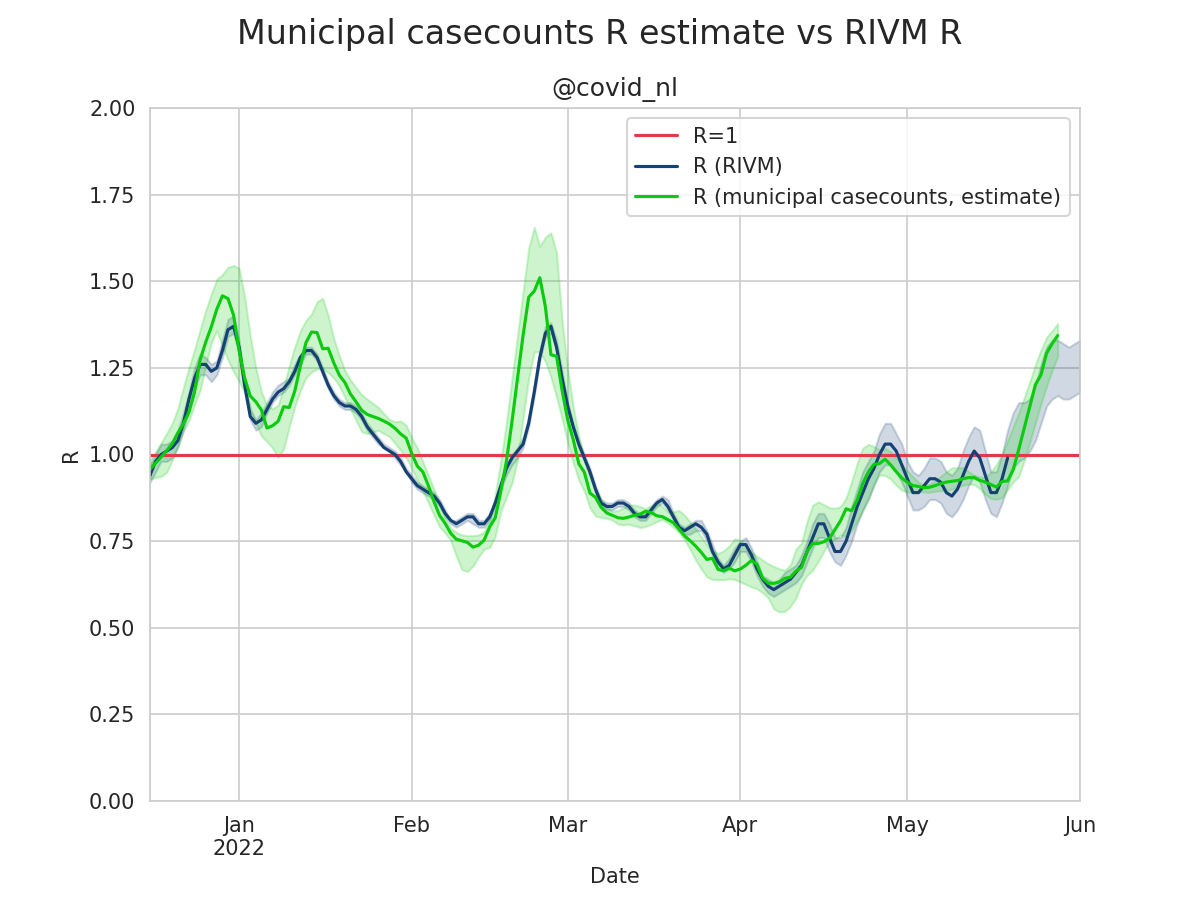 Municipal casecounts R estimate vs RIVM R
@covid_nl
R=1
R (RIVM)
R (municipal casecounts, estimate)
2.00
1.75
1.50
1.25
1.00
0.75
0.50
0.25
0.00
R
Jan Feb Mar Apr May Jun
2022
Date